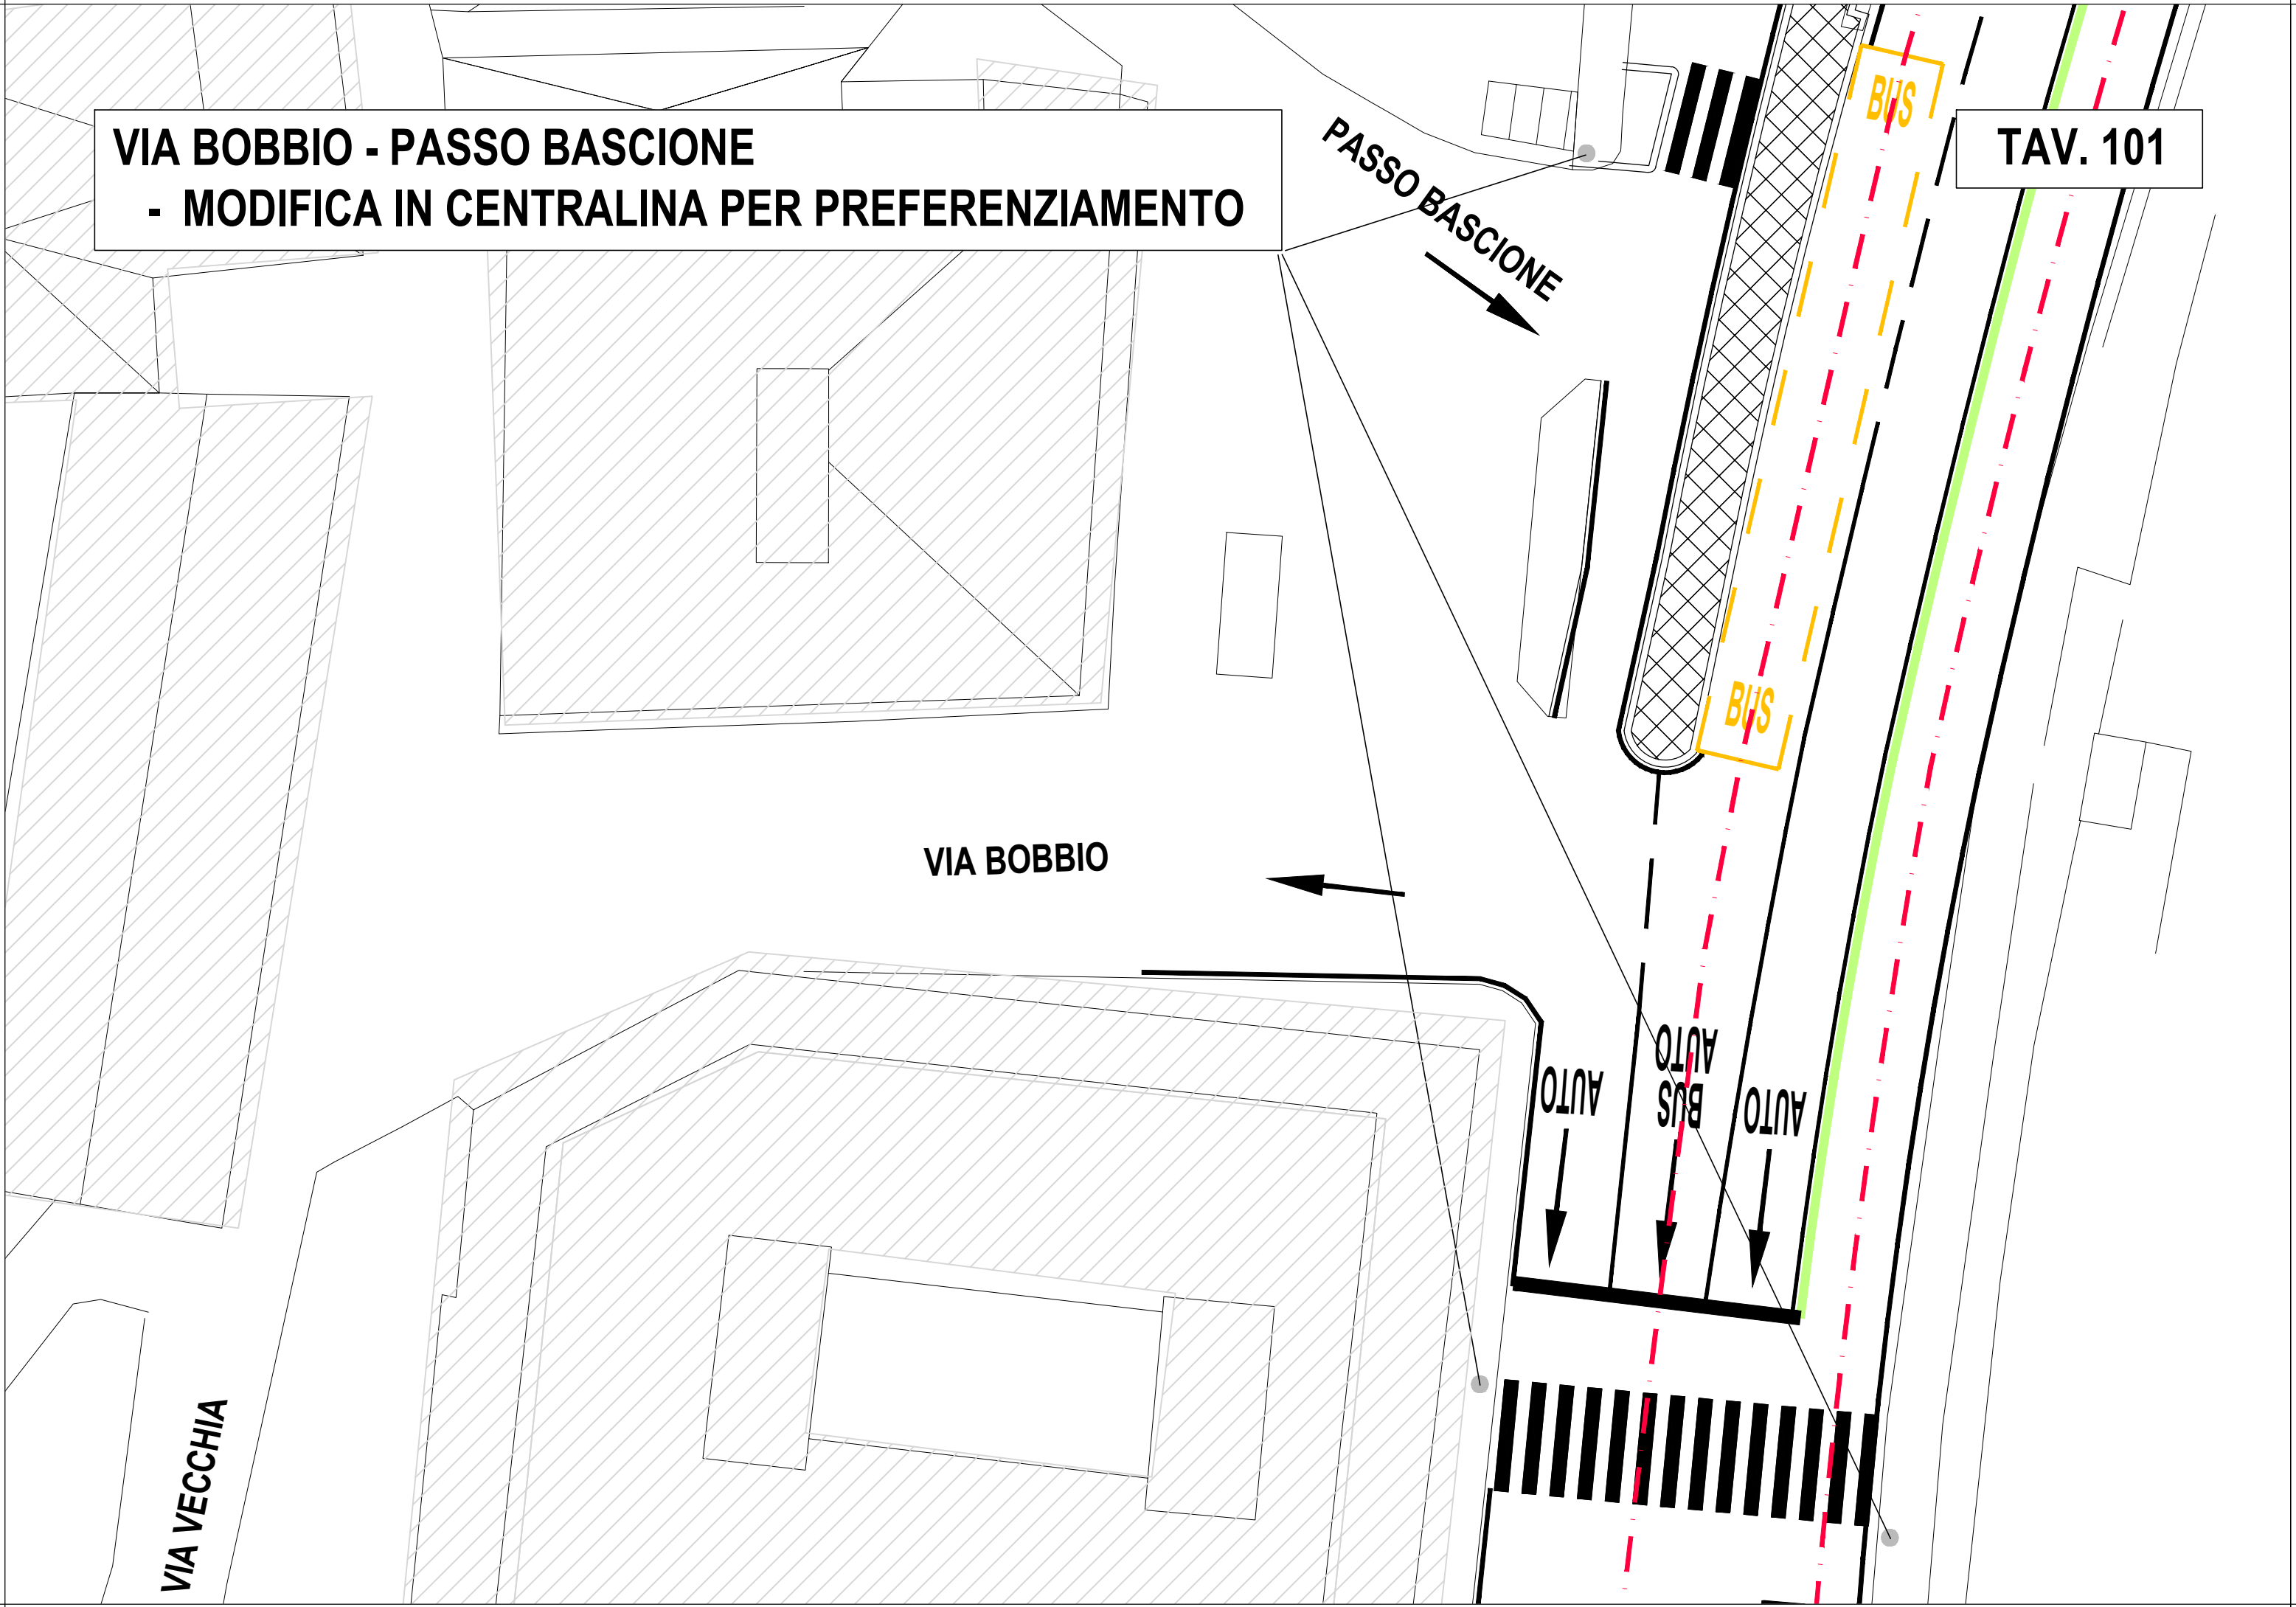 VIA BOBBIO - PASSO BASCIONE
- MODIFICA IN CENTRALINA PER PREFERENZIAMENTO
TAV. 101
BUS
PASSO BASCIONE
BUS
VIA BOBBIO
AUTO
BUS
AUTO
AUTO
VIA VECCHIA